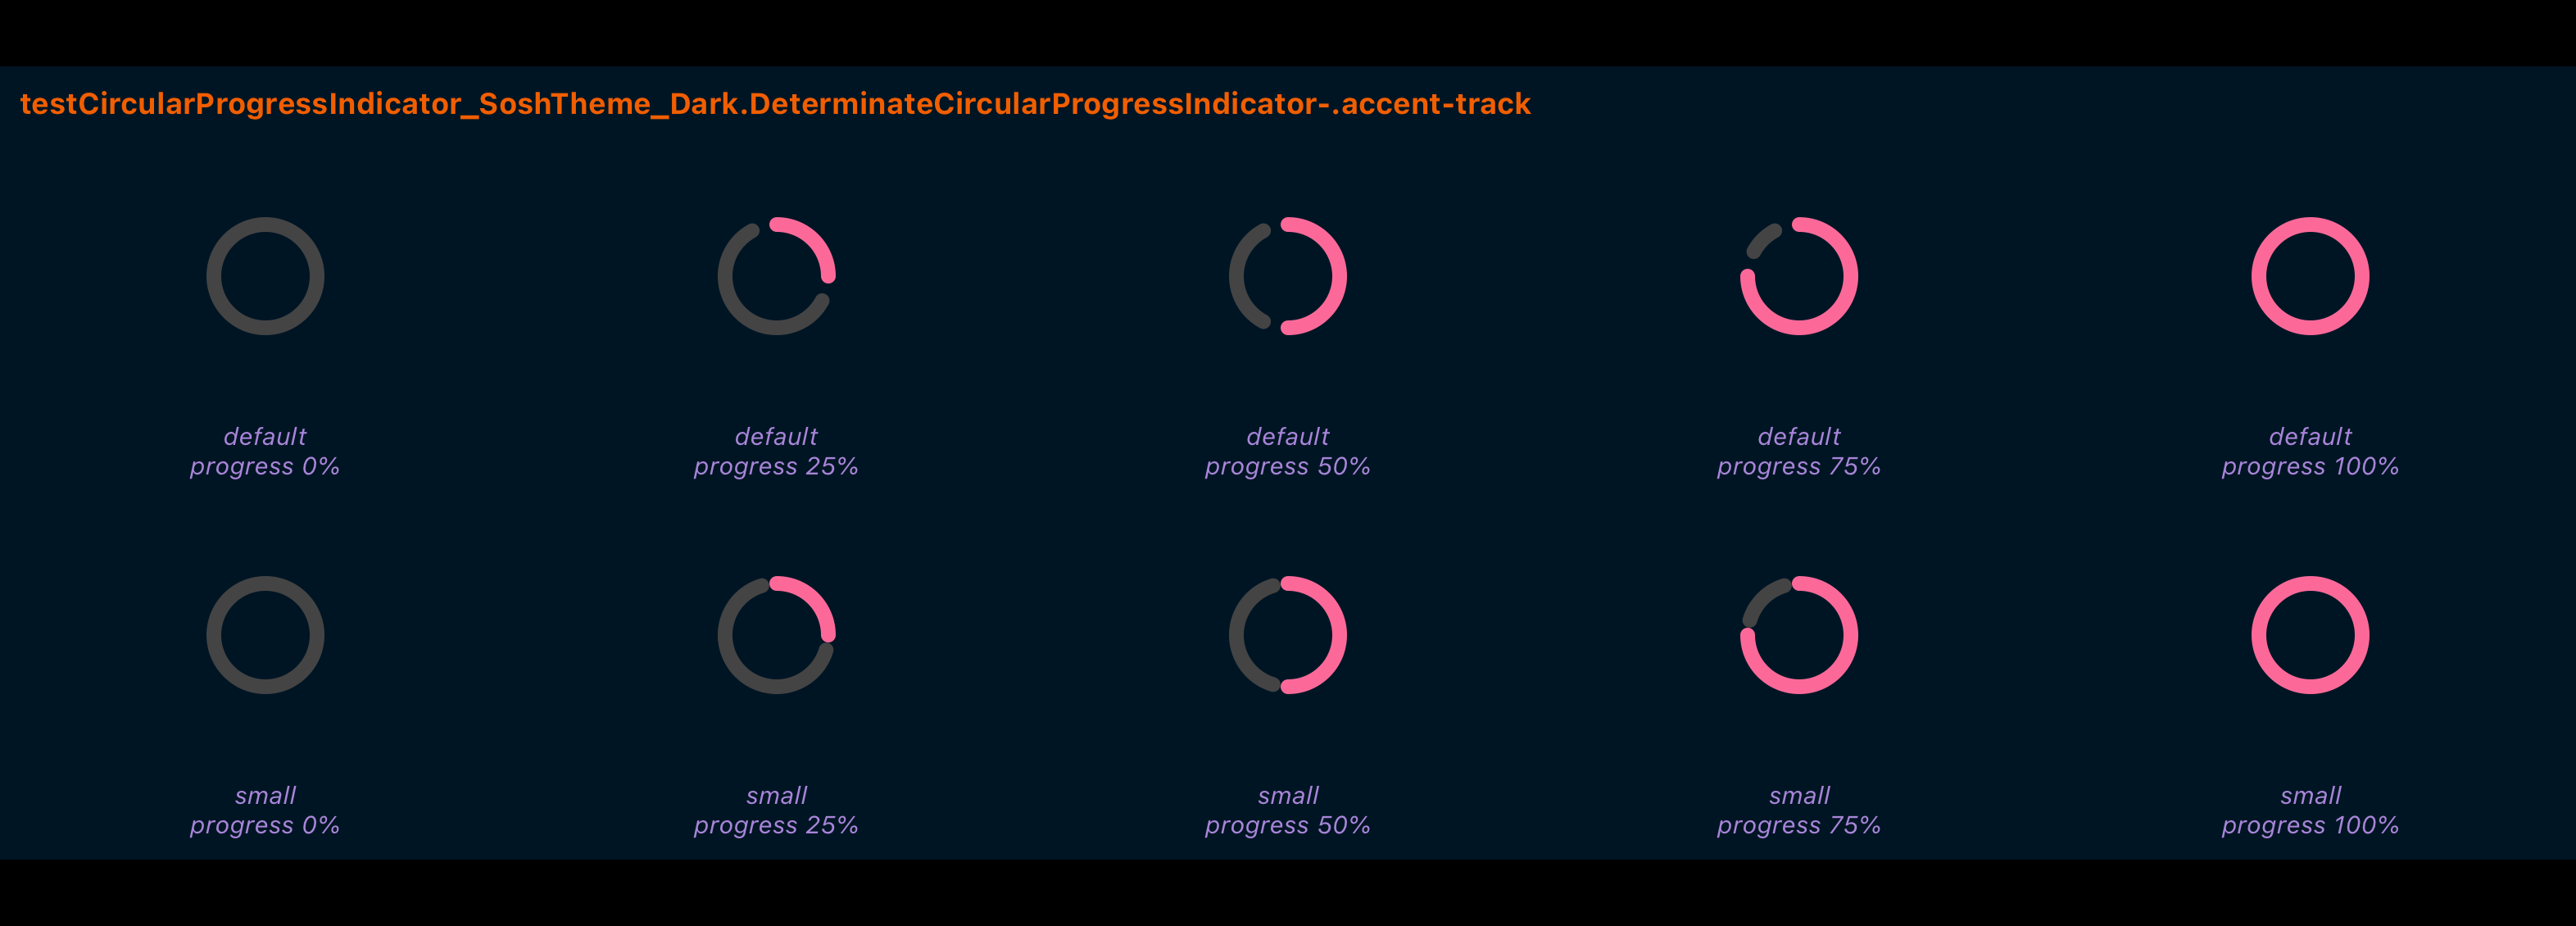 testCircularProgressIndicator_SoshTheme_Dark.DeterminateCircularProgressIndicator-.accent-track
default
progress 0%
default
progress 25%
default
progress 50%
default
progress 75%
default
progress 100%
small
progress 0%
small
progress 25%
small
progress 50%
small
progress 75%
small
progress 100%